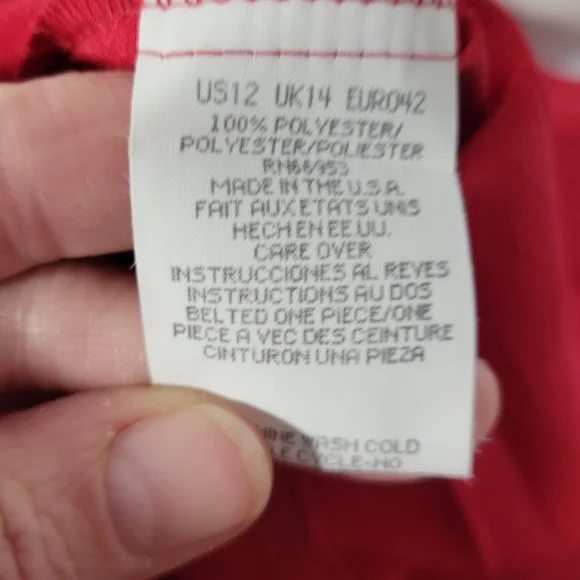 US12 UK14 EURO42
100% POLYESTER/
POLYESTER/POLIESTER
RN66953
MADE IN THE U.S.A.
FAIT AUX ETATS UNIS
HECH EN EE.UU.
CARE OVER
INSTRUCCIONES AL REVES
INSTRUCTIONS AU DOS
BELTED ONE PIECE/ONE
PIECE A VEC DES CEINTURE
CINTURON UNA PIEZA
WASH COLD
CYCLE-NO